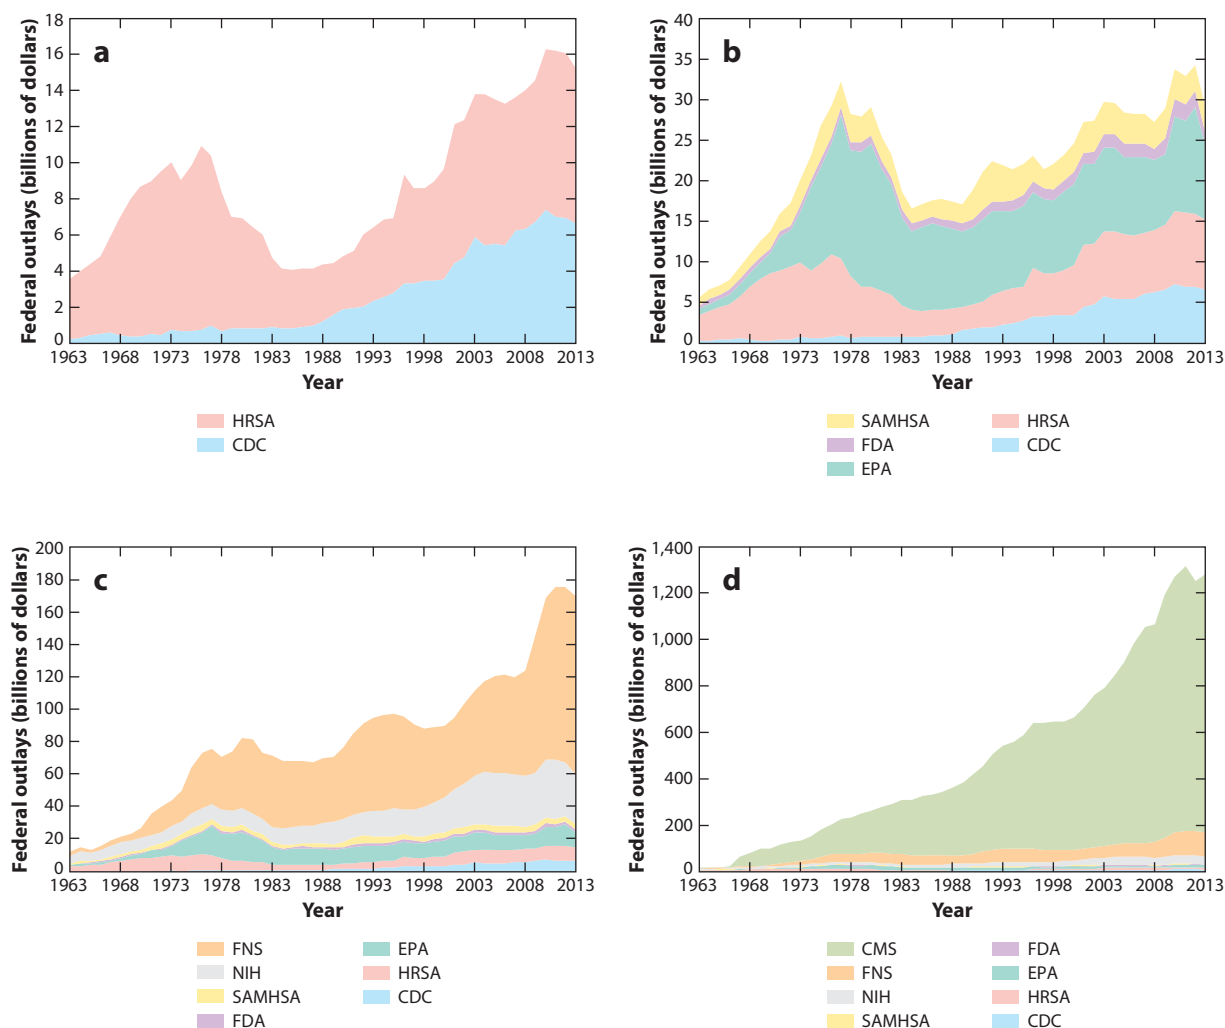 a
Federal outlays (billions of dollars)
18
16
14
12
10
8
6
4
2
0
1963 1968 1973 1978 1983 1988 1993 1998 2003 2008 2013
Year
HRSA
CDC
b
Federal outlays (billions of dollars)
40
35
30
25
20
15
10
5
0
1963 1968 1973 1978 1983 1988 1993 1998 2003 2008 2013
Year
SAMHSA HRSA
FDA CDC
EPA
c
Federal outlays (billions of dollars)
200
180
160
140
120
100
80
60
40
20
0
1963 1968 1973 1978 1983 1988 1993 1998 2003 2008 2013
Year
FNS EPA
NIH HRSA
SAMHSA CDC
FDA
d
Federal outlays (billions of dollars)
1,400
1,200
1,000
800
600
400
200
0
1963 1968 1973 1978 1983 1988 1993 1998 2003 2008 2013
Year
CMS FDA
FNS EPA
NIH HRSA
SAMHSA CDC